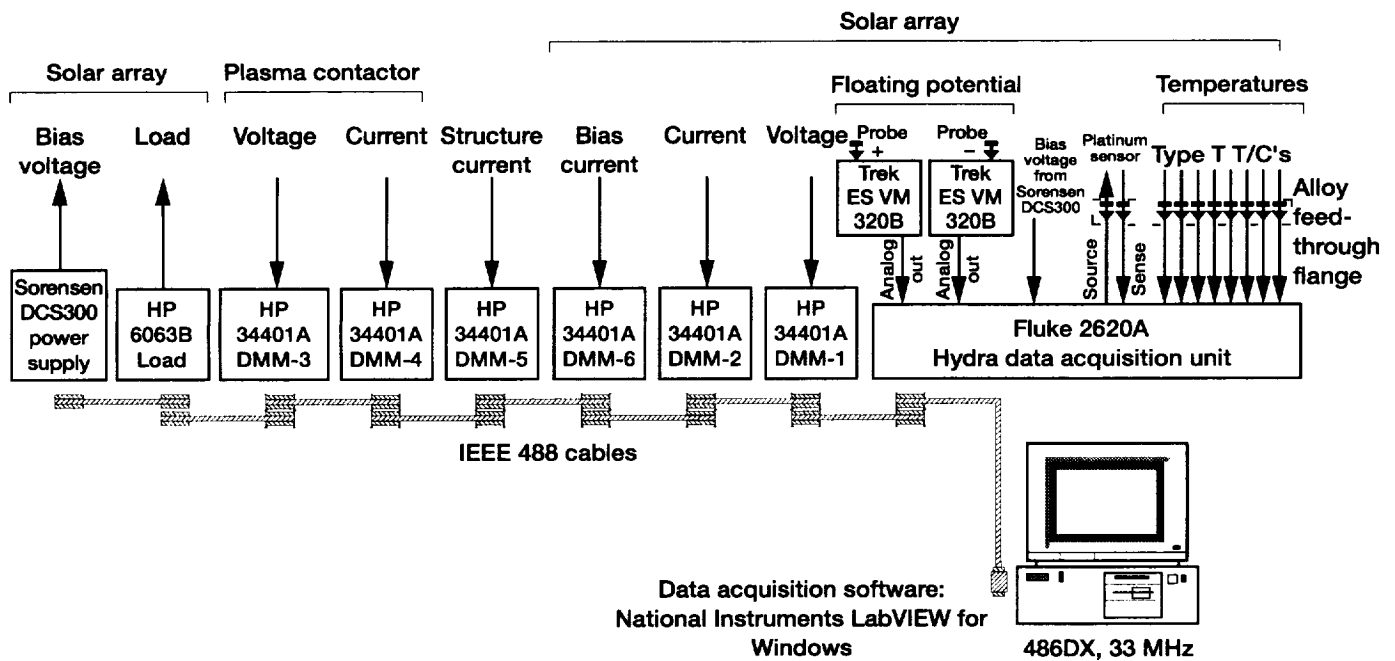 Solar array
Solar array
Plasma contactor
Floating potential
Temperatures
Bias
voltage
Load
Voltage
Current
Structure
current
Bias
current
Current
Voltage
Probe
+
Probe
−
Bias
voltage
from
Sorensen
DCS300
Platinum
sensor
Type T T/C's
Trek
ES VM
320B
Trek
ES VM
320B
Alloy
feed-
through
flange
Analog
out
Analog
out
Source
Sense
Sorensen
DCS300
power
supply
HP
6063B
Load
HP
34401A
DMM-3
HP
34401A
DMM-4
HP
34401A
DMM-5
HP
34401A
DMM-6
HP
34401A
DMM-2
HP
34401A
DMM-1
Fluke 2620A
Hydra data acquisition unit
IEEE 488 cables
Data acquisition software:
National Instruments LabVIEW for
Windows
486DX, 33 MHz